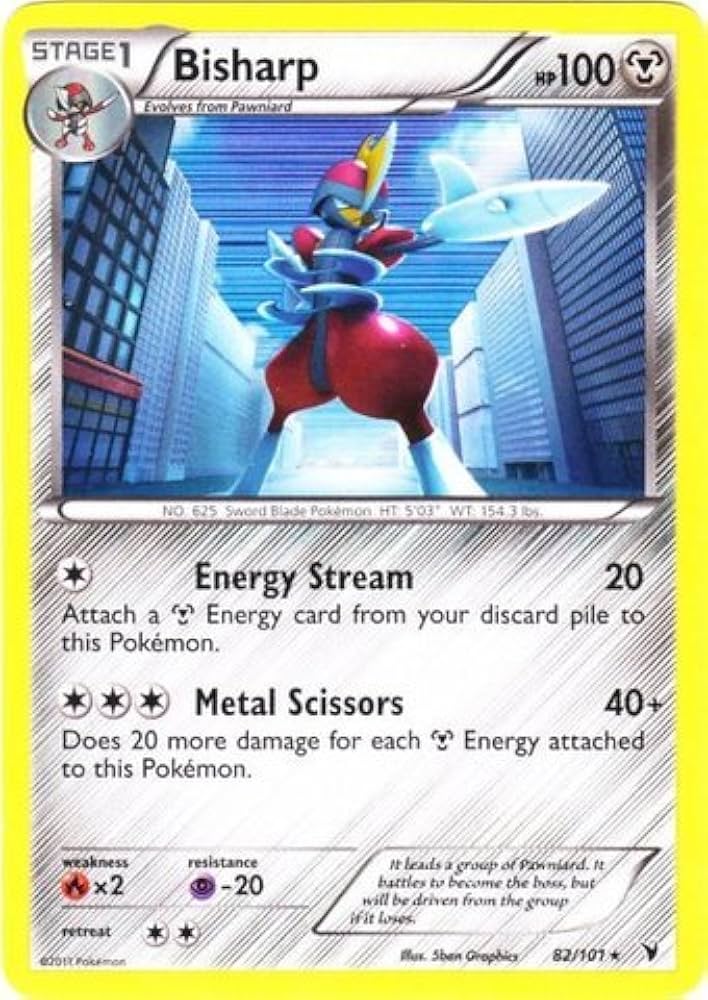 STAGE1
Bisharp
HP100
Evolves from Pawniard
NO. 625 Sword Blade Pokémon HT: 5'03" WT: 154.3 lbs.
Energy Stream 20
Attach a Energy card from your discard pile to
this Pokémon.
Metal Scissors 40+
Does 20 more damage for each Energy attached
to this Pokémon.
weakness
×2
resistance
-20
retreat
It leads a group of Pawniard. It
battles to become the boss, but
will be driven from the group
if it loses.
©2011 Pokémon
Illus. 5ban Graphics
82/101 ★